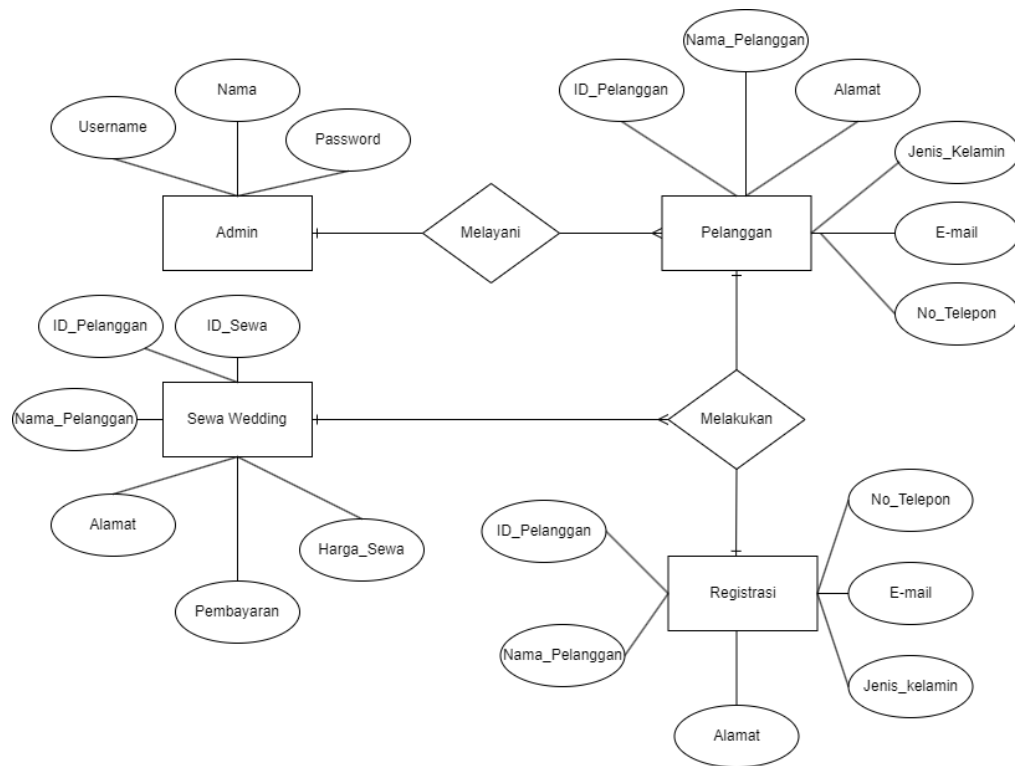 Nama
Username
Password
Admin
Melayani
Nama_Pelanggan
ID_Pelanggan
Alamat
Jenis_Kelamin
Pelanggan
E-mail
No_Telepon
ID_Pelanggan
ID_Sewa
Nama_Pelanggan
Sewa Wedding
Alamat
Harga_Sewa
Pembayaran
Melakukan
No_Telepon
ID_Pelanggan
Registrasi
E-mail
Nama_Pelanggan
Jenis_kelamin
Alamat